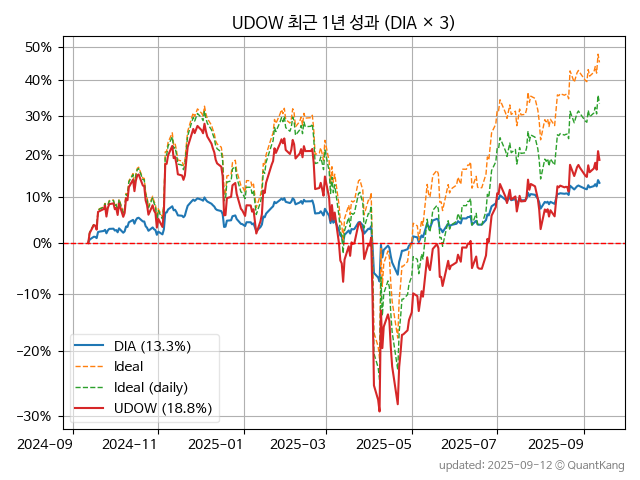 UDOW 최근 1년 성과 (DIA × 3)
50%
40%
30%
20%
10%
0%
−10%
−20%
−30%
DIA (13.3%)
Ideal
Ideal (daily)
UDOW (18.8%)
2024-09
2024-11
2025-01
2025-03
2025-05
2025-07
2025-09
updated: 2025-09-12 © QuantKang